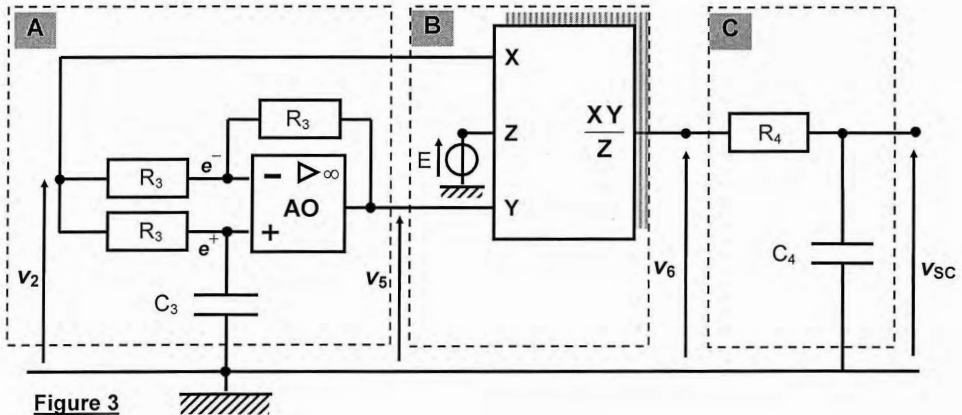 A
B
C
X
R₃
XY
Z
Z
R₄
E
R₃
e⁻
− ▷ ∞
AO
Y
R₃
e⁺
+
v₂
C₃
v₅
v₆
C₄
vSC
Figure 3